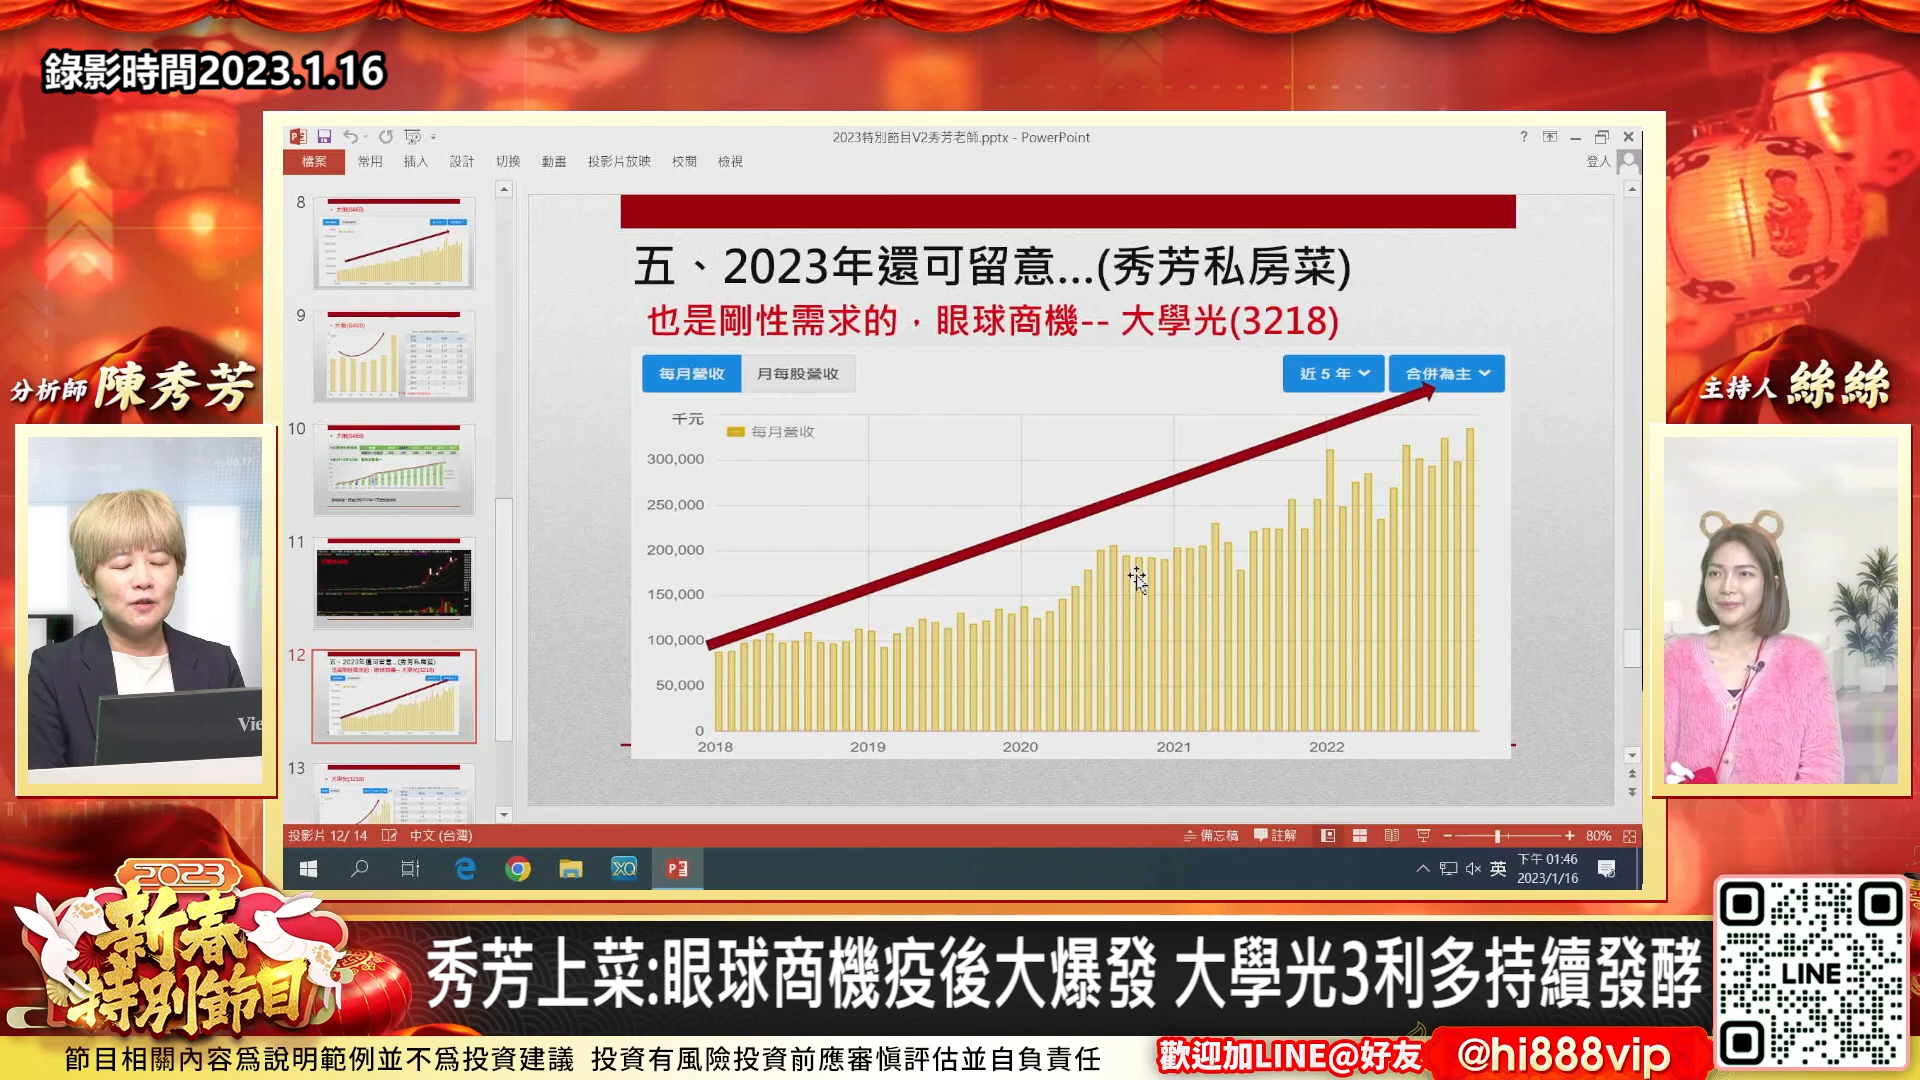 錄影時間2023.1.16
2023特別節目V2秀芳老師.pptx - PowerPoint
檔案 常用 插入 設計 切換 動畫 投影片放映 校閱 檢視
登入
8
9
10
11
12
13
五、2023年還可留意...(秀芳私房菜)
也是剛性需求的，眼球商機-- 大學光(3218)
每月營收 月每股營收 近 5 年 合併為主
千元
每月營收
300,000
250,000
200,000
150,000
100,000
50,000
0
2018 2019 2020 2021 2022
分析師 陳秀芳
主持人 絲絲
Vie
投影片 12/ 14 中文 (台灣)
備忘稿 註解 80%
XQ
英
下午 01:46
2023/1/16
2023
新春
特別節目
秀芳上菜:眼球商機疫後大爆發 大學光3利多持續發酵
LINE
節目相關內容爲說明範例並不爲投資建議 投資有風險投資前應審慎評估並自負責任
歡迎加LINE@好友
@hi888vip